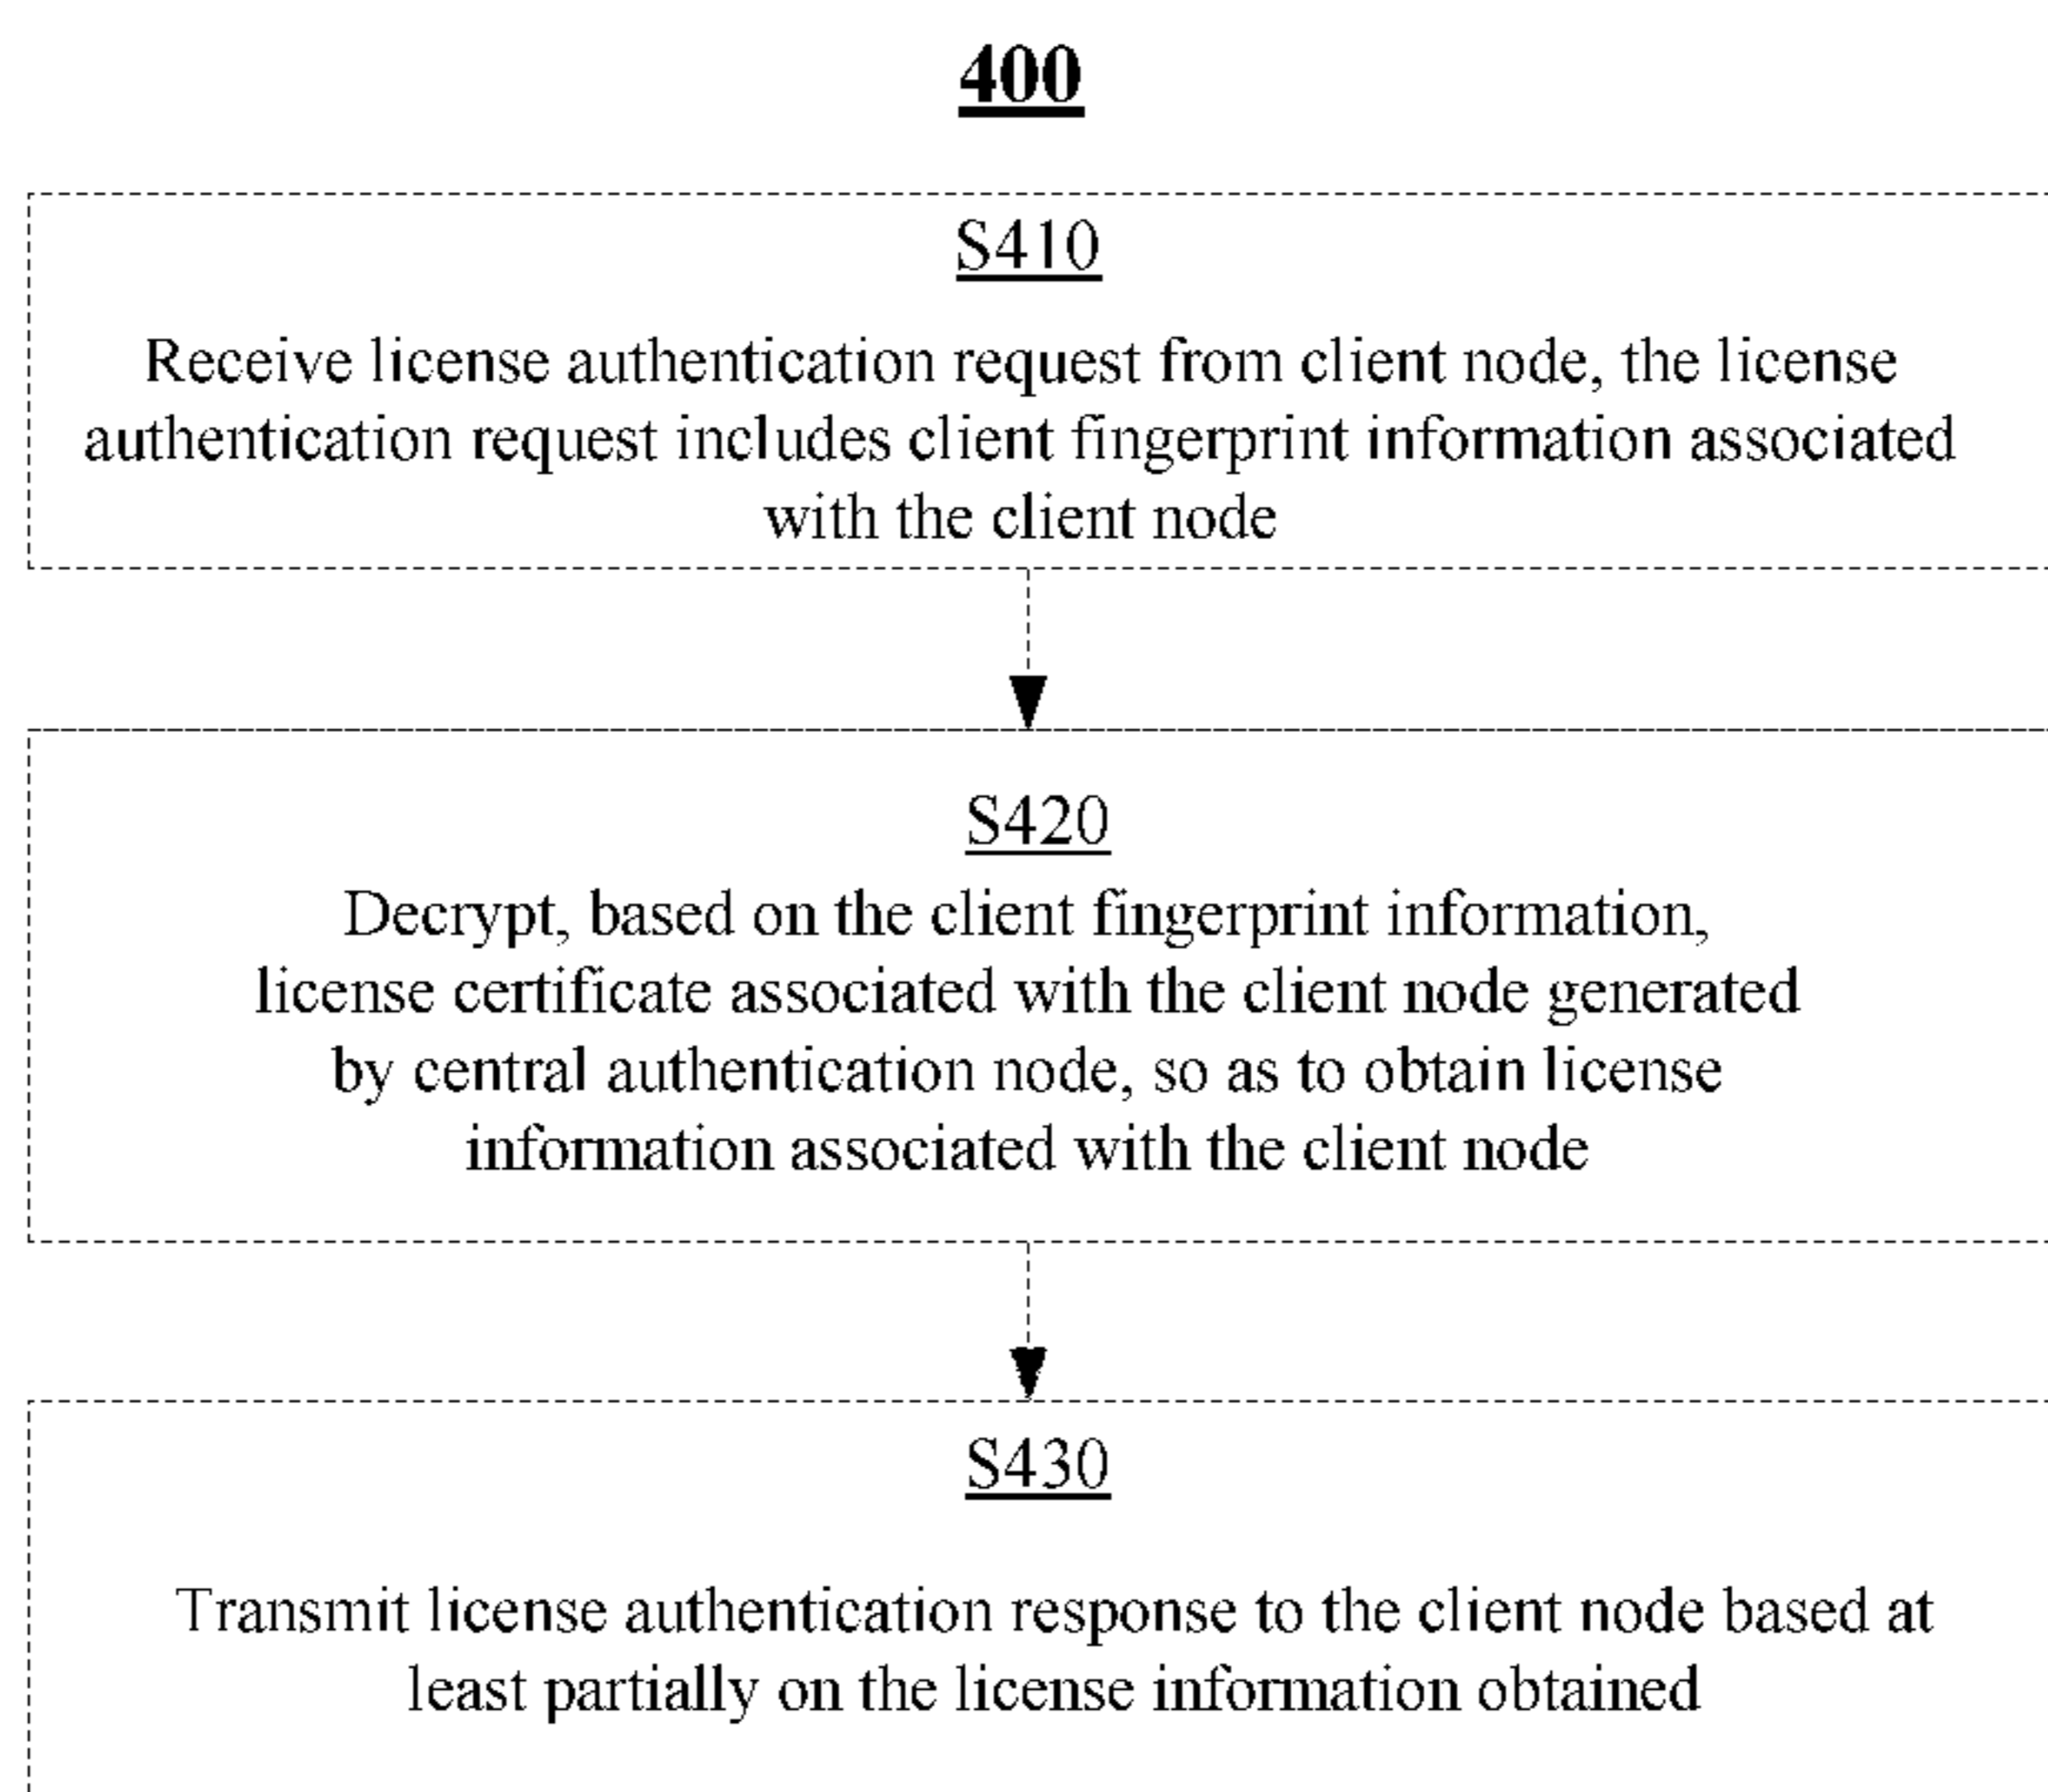 400
S410
Receive license authentication request from client node, the license
authentication request includes client fingerprint information associated
with the client node
S420
Decrypt, based on the client fingerprint information,
license certificate associated with the client node generated
by central authentication node, so as to obtain license
information associated with the client node
S430
Transmit license authentication response to the client node based at
least partially on the license information obtained